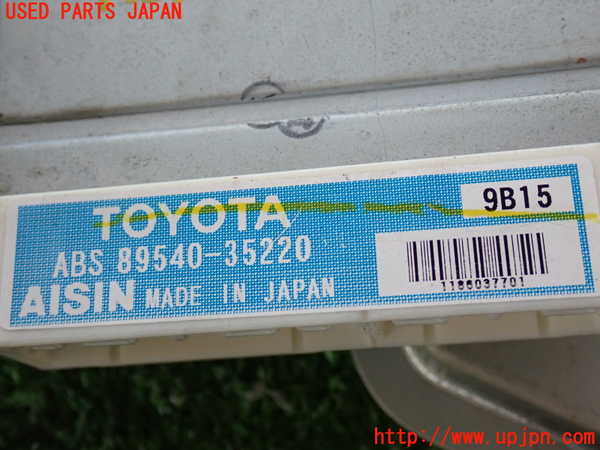 USED PARTS JAPAN
TOYOTA
9B15
ABS 89540-35220
AISIN MADE IN JAPAN
1186037701
http://www.upjpn.com/